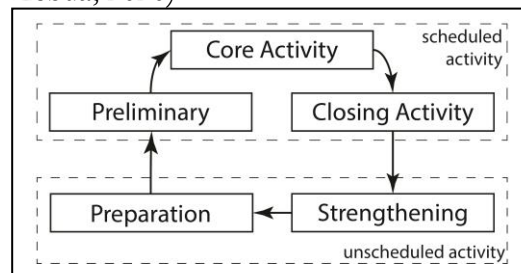 Core Activity
scheduled
activity
Preliminary
Closing Activity
Preparation
Strengthening
unscheduled activity